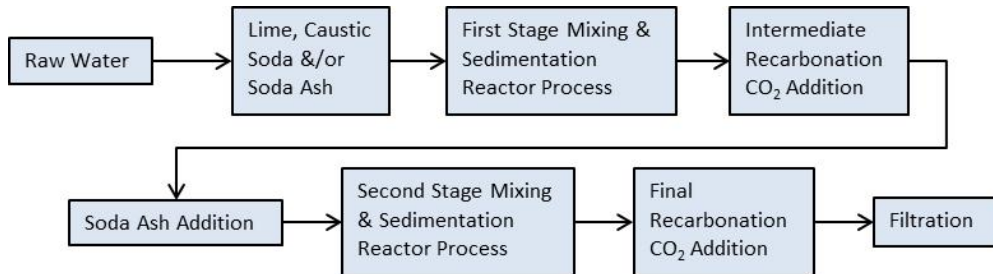 Raw Water
Lime, Caustic
Soda &/or
Soda Ash
First Stage Mixing &
Sedimentation
Reactor Process
Intermediate
Recarbonation
CO₂ Addition
Soda Ash Addition
Second Stage Mixing
& Sedimentation
Reactor Process
Final
Recarbonation
CO₂ Addition
Filtration